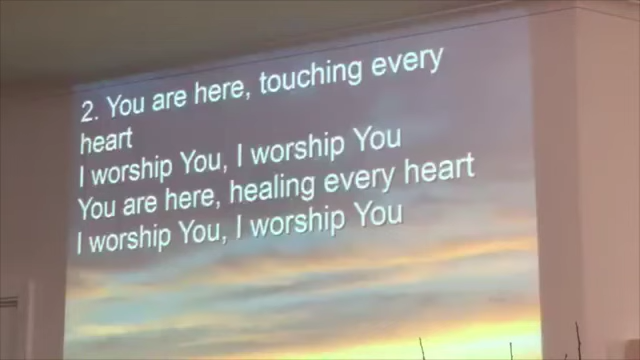 2. You are here, touching every
heart
I worship You, I worship You
You are here, healing every heart
I worship You, I worship You